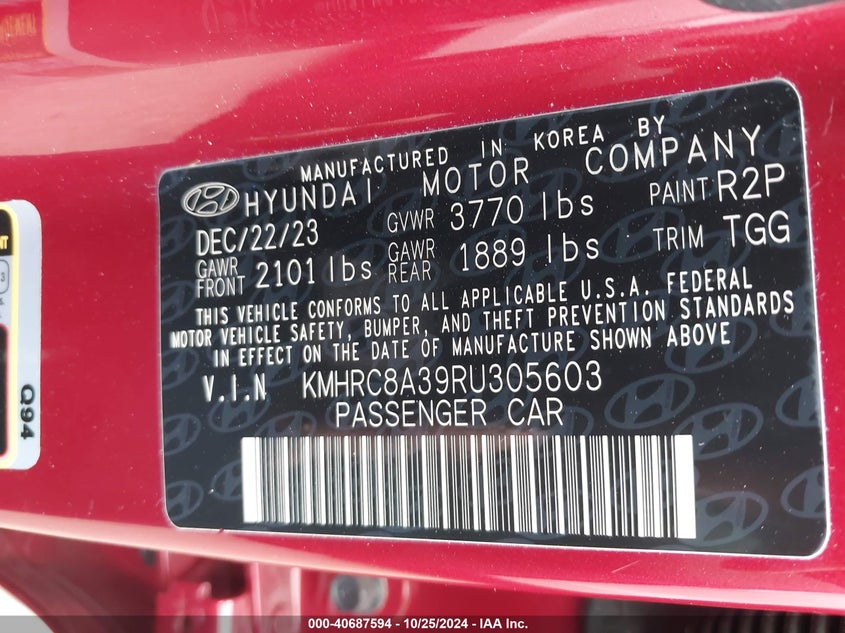 MANUFACTURED IN KOREA BY
HYUNDAI MOTOR COMPANY
DEC/22/23 GVWR 3770 lbs PAINT R2P
GAWR FRONT 2101 lbs GAWR REAR 1889 lbs TRIM TGG
THIS VEHICLE CONFORMS TO ALL APPLICABLE U.S.A. FEDERAL
MOTOR VEHICLE SAFETY, BUMPER, AND THEFT PREVENTION STANDARDS
IN EFFECT ON THE DATE OF MANUFACTURE SHOWN ABOVE
V.I.N KMHRC8A39RU305603
PASSENGER CAR
Q94
000-40687594 - 10/25/2024 - IAA Inc.